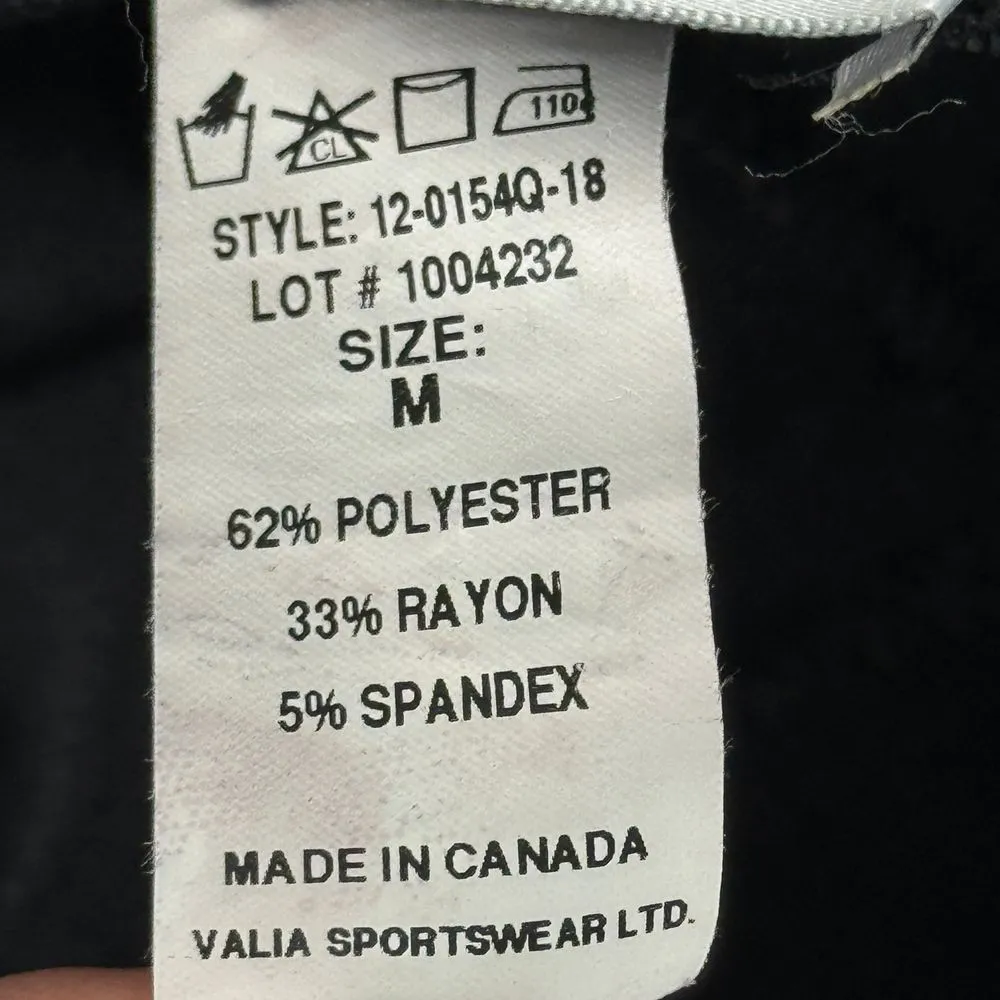 CL 110
STYLE: 12-0154Q-18
LOT # 1004232
SIZE:
M
62% POLYESTER
33% RAYON
5% SPANDEX
MADE IN CANADA
VALIA SPORTSWEAR LTD.